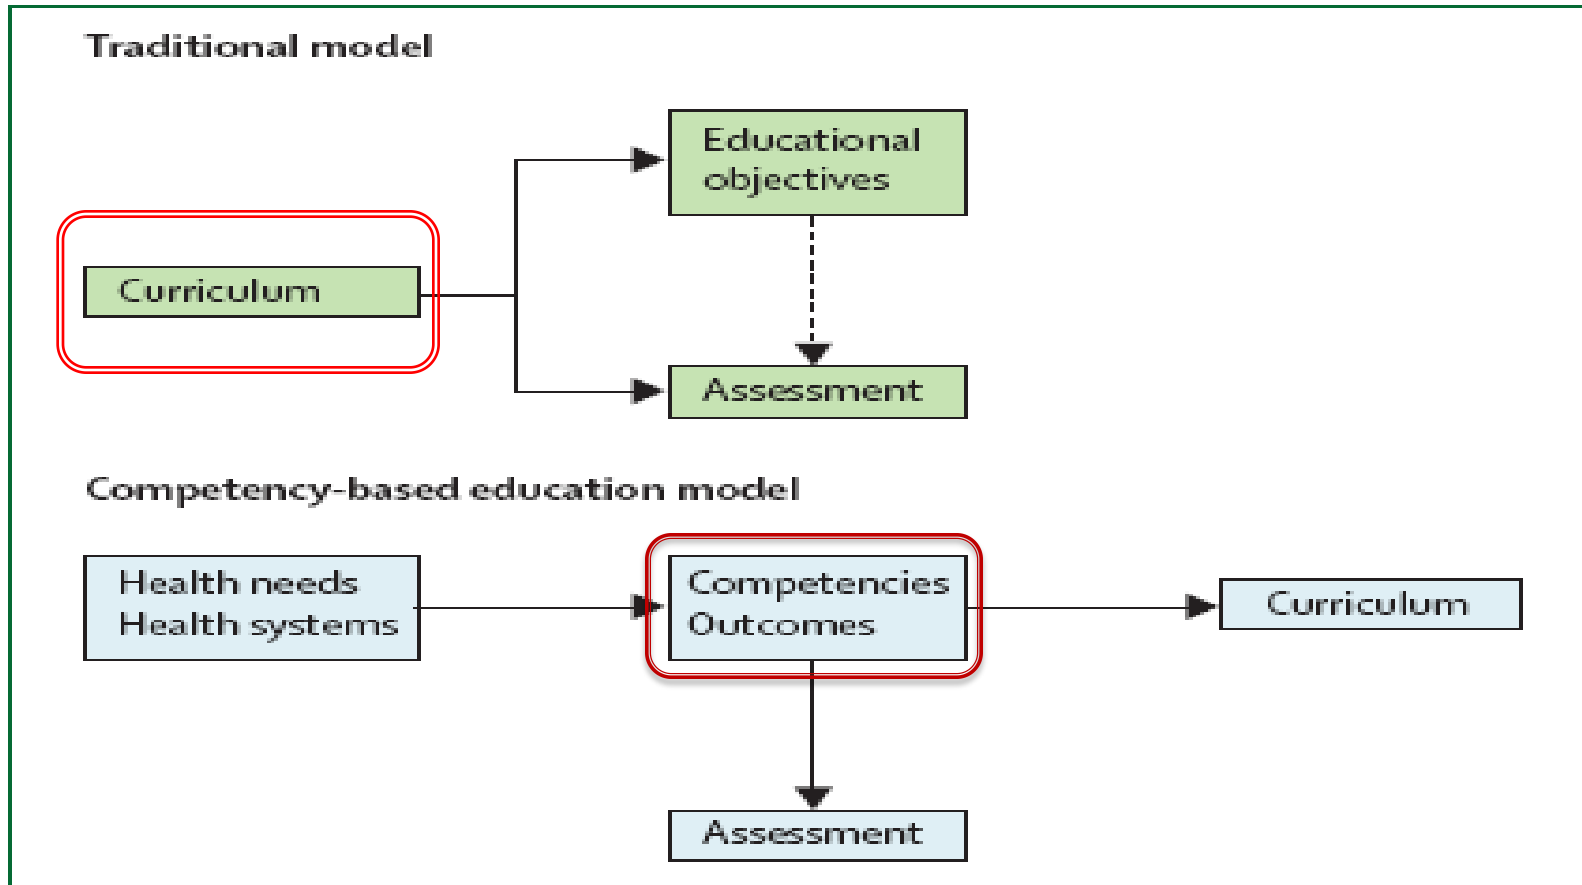 Traditional model
Educational
objectives
Curriculum
Assessment
Competency-based education model
Health needs
Health systems
Competencies
Outcomes
Curriculum
Assessment